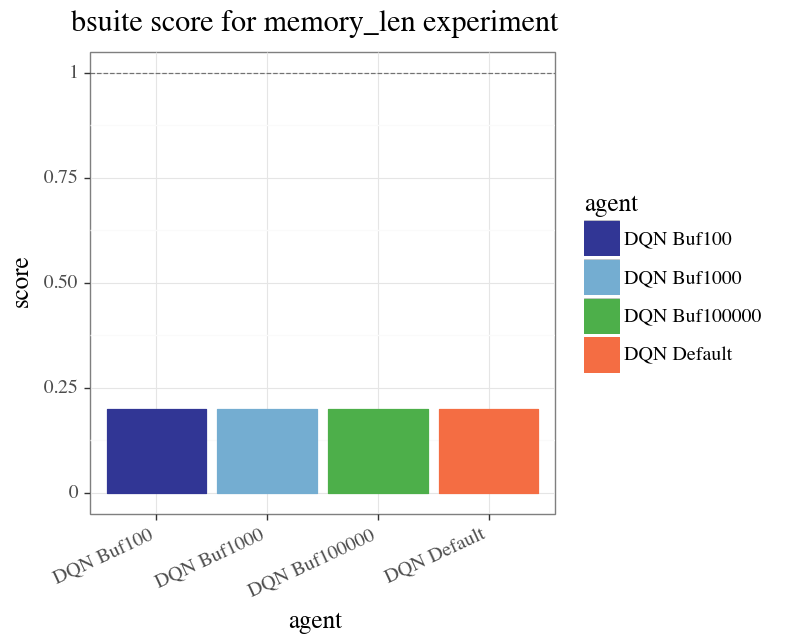 bsuite score for memory_len experiment
1
0.75
0.50
0.25
0
score
DQN Buf100
DQN Buf1000
DQN Buf100000
DQN Default
agent
agent
DQN Buf100
DQN Buf1000
DQN Buf100000
DQN Default